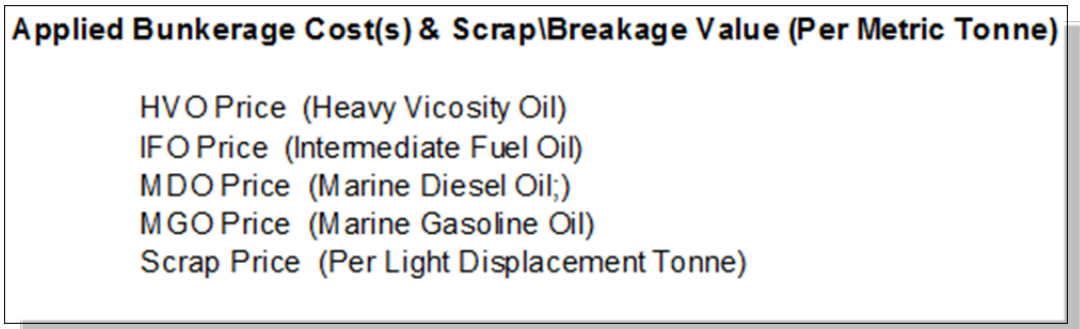 Applied Bunkerage Cost(s) & Scrap\Breakage Value (Per Metric Tonne)
HVO Price (Heavy Vicosity Oil)
IFO Price (Intermediate Fuel Oil)
MDO Price (Marine Diesel Oil;)
MGO Price (Marine Gasoline Oil)
Scrap Price (Per Light Displacement Tonne)